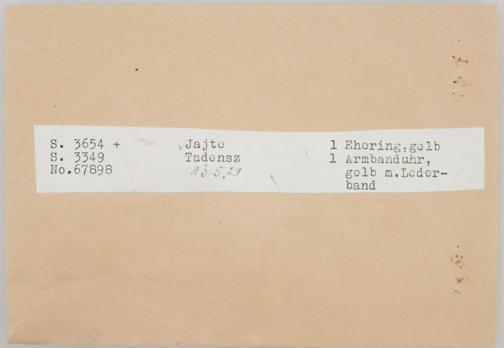 S. 3654 + Jajte 1 Ehering,gelb
S. 3349 Tadensz 1 Armbanduhr,
No.67898 gelb m.Leder-
band